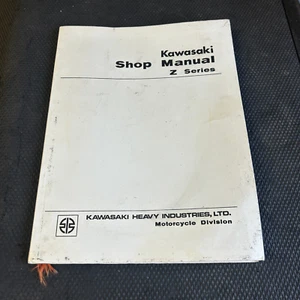 Kawasaki
Shop Manual
Z Series
KAWASAKI HEAVY INDUSTRIES, LTD.
Motorcycle Division